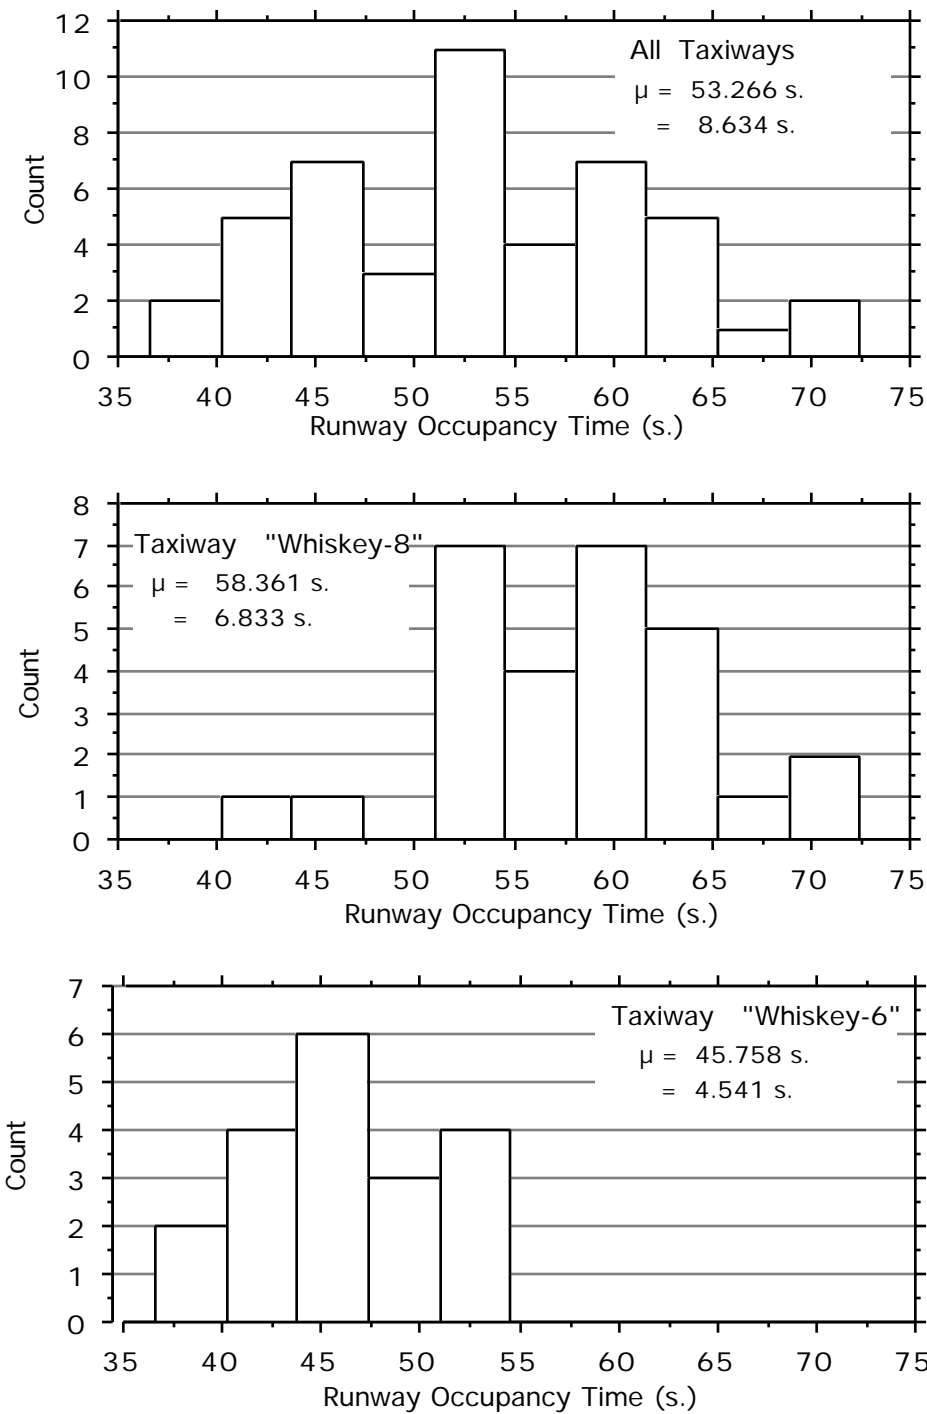 12
10
8
6
4
2
0
Count
All Taxiways
µ = 53.266 s.
= 8.634 s.
35 40 45 50 55 60 65 70 75
Runway Occupancy Time (s.)
8
7
6
5
4
3
2
1
0
Count
Taxiway "Whiskey-8"
µ = 58.361 s.
= 6.833 s.
35 40 45 50 55 60 65 70 75
Runway Occupancy Time (s.)
7
6
5
4
3
2
1
0
Count
Taxiway "Whiskey-6"
µ = 45.758 s.
= 4.541 s.
35 40 45 50 55 60 65 70 75
Runway Occupancy Time (s.)